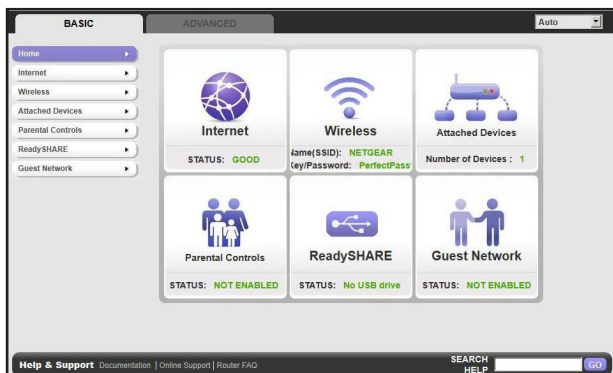 BASIC
ADVANCED
Auto
Home
Internet
Wireless
Attached Devices
Parental Controls
ReadySHARE
Guest Network
Internet
STATUS: GOOD
Wireless
Name(SSID): NETGEAR
Key/Password: PerfectPass
Attached Devices
Number of Devices : 1
Parental Controls
STATUS: NOT ENABLED
ReadySHARE
STATUS: No USB drive
Guest Network
STATUS: NOT ENABLED
Help & Support Documentation | Online Support | Router FAQ
SEARCH HELP
GO